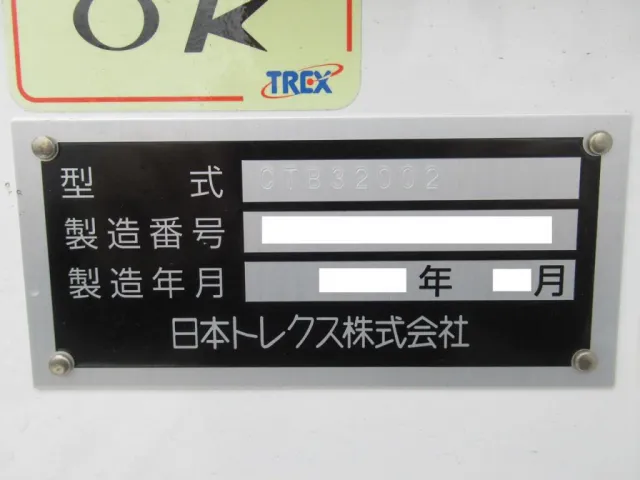 OK
TREX
型 式 CTB32002
製造番号
製造年月 年 月
日本トレクス株式会社